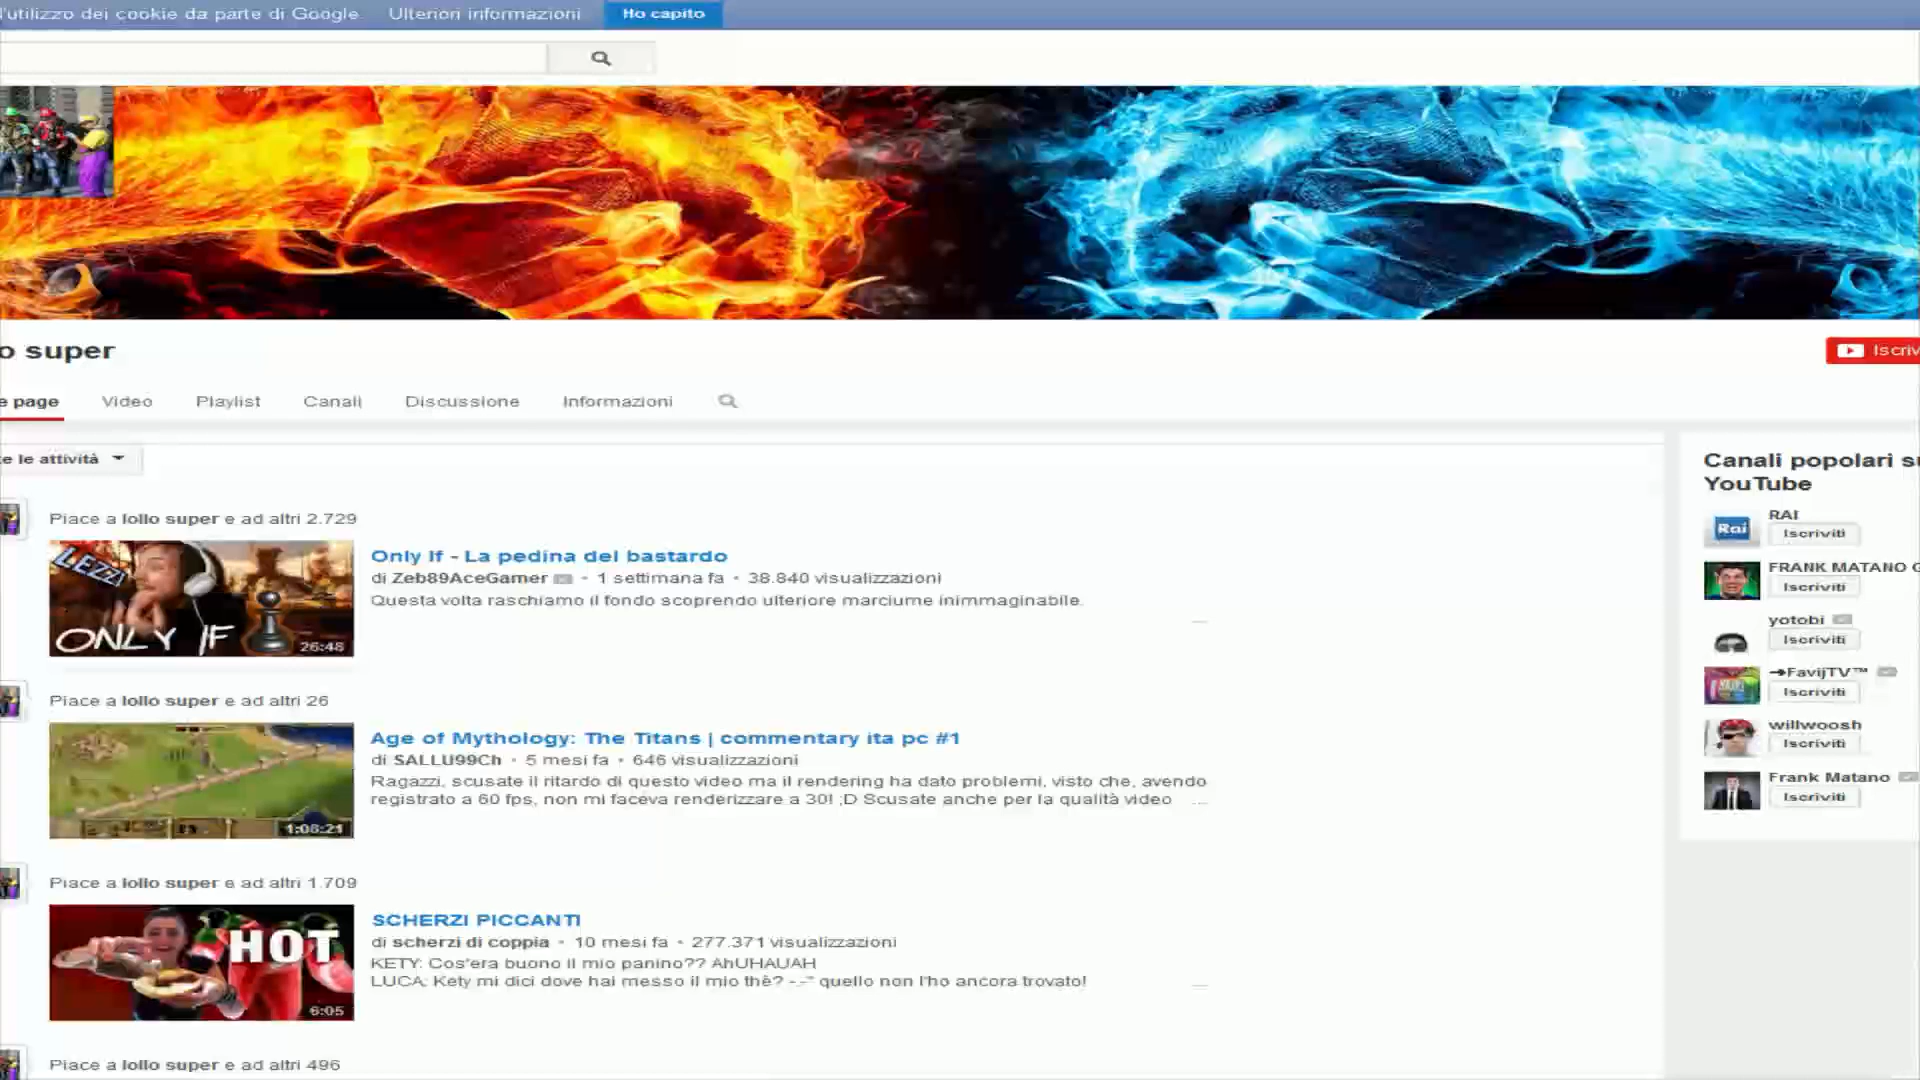 l'utilizzo dei cookie da parte di Google Ulteriori informazioni Ho capito
o super
Iscriv
e page Video Playlist Canali Discussione Informazioni
te le attività
Piace a lollo super e ad altri 2.729
LEZZI
ONLY IF
26:48
Only If - La pedina del bastardo
di Zeb89AceGamer • 1 settimana fa • 38.840 visualizzazioni
Questa volta raschiamo il fondo scoprendo ulteriore marciume inimmaginabile.
...
Piace a lollo super e ad altri 26
1:08:21
Age of Mythology: The Titans | commentary ita pc #1
di SALLU99Ch • 5 mesi fa • 646 visualizzazioni
Ragazzi, scusate il ritardo di questo video ma il rendering ha dato problemi, visto che, avendo
registrato a 60 fps, non mi faceva renderizzare a 30! ;D Scusate anche per la qualità video ...
Piace a lollo super e ad altri 1.709
HOT
6:05
SCHERZI PICCANTI
di scherzi di coppia • 10 mesi fa • 277.371 visualizzazioni
KETY: Cos'era buono il mio panino?? AhUHAUAH
LUCA: Kety mi dici dove hai messo il mio thè? -.-" quello non l'ho ancora trovato! ...
Piace a lollo super e ad altri 496
Canali popolari su
YouTube
Rai
RAI
Iscriviti
FRANK MATANO G
Iscriviti
yotobi
Iscriviti
➔FavijTV™
Iscriviti
willwoosh
Iscriviti
Frank Matano
Iscriviti